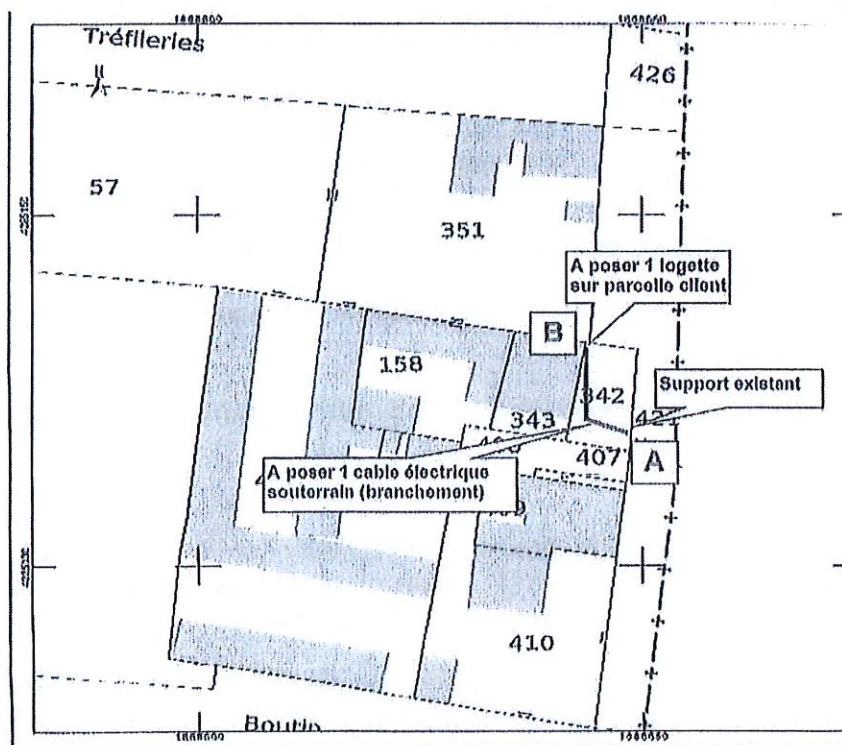 Tréfileries
426
57
351
A poser 1 logette
sur parcelle client
B
158
342
Support existant
343
407
A
A poser 1 cable électrique
souterrain (branchement)
410